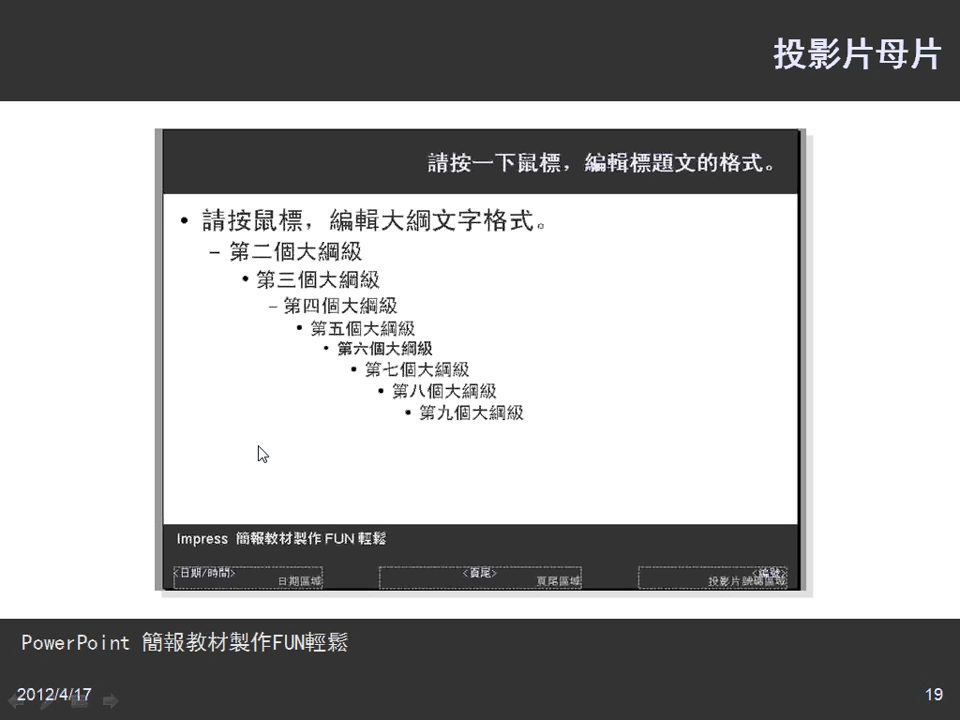 投影片母片
請按一下鼠標，編輯標題文的格式。
• 請按鼠標，編輯大綱文字格式。
– 第二個大綱級
• 第三個大綱級
– 第四個大綱級
• 第五個大綱級
• 第六個大綱級
• 第七個大綱級
• 第八個大綱級
• 第九個大綱級
Impress 簡報教材製作 FUN 輕鬆
<日期/時間> <頁尾> <編號>
日期區域 頁尾區域 投影片號碼區域
PowerPoint 簡報教材製作FUN輕鬆
2012/4/17 19